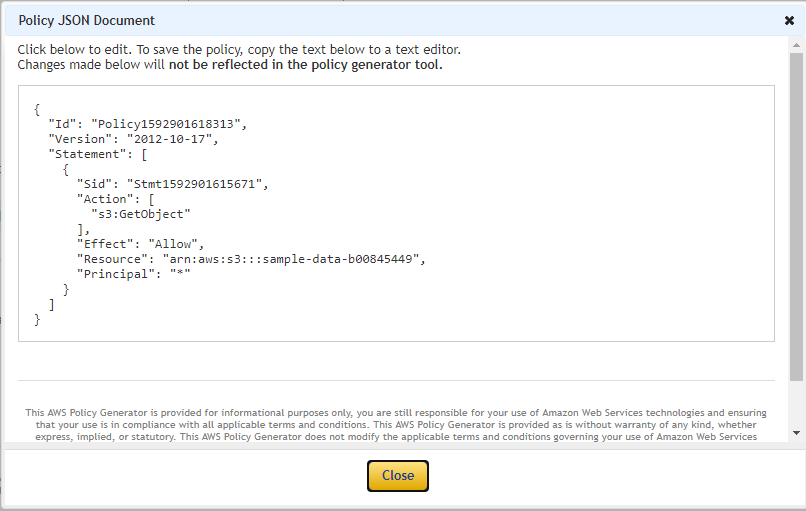 Policy JSON Document
Click below to edit. To save the policy, copy the text below to a text editor.
Changes made below will not be reflected in the policy generator tool.
{
  "Id": "Policy1592901618313",
  "Version": "2012-10-17",
  "Statement": [
    {
      "Sid": "Stmt1592901615671",
      "Action": [
        "s3:GetObject"
      ],
      "Effect": "Allow",
      "Resource": "arn:aws:s3:::sample-data-b00845449",
      "Principal": "*"
    }
  ]
}
This AWS Policy Generator is provided for informational purposes only, you are still responsible for your use of Amazon Web Services technologies and ensuring
that your use is in compliance with all applicable terms and conditions. This AWS Policy Generator is provided as is without warranty of any kind, whether
express, implied, or statutory. This AWS Policy Generator does not modify the applicable terms and conditions governing your use of Amazon Web Services
Close